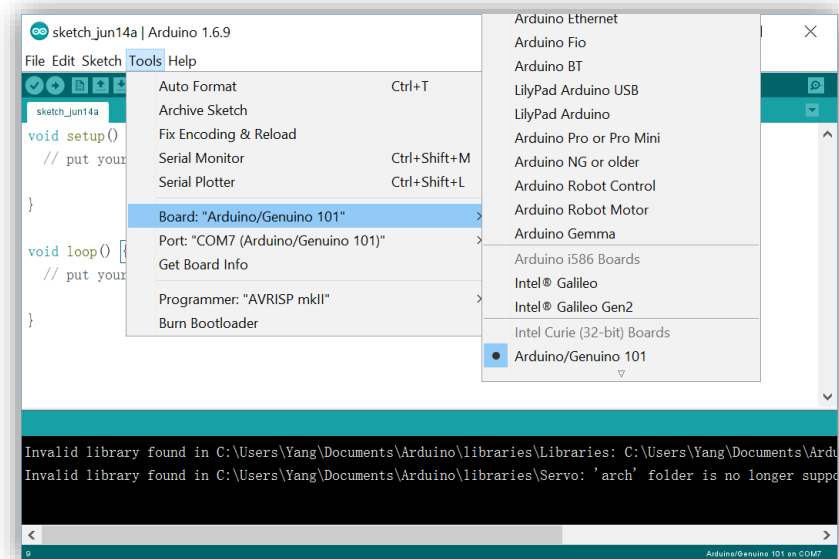 sketch_jun14a | Arduino 1.6.9
File Edit Sketch Tools Help
sketch_jun14a
void setup()
// put your
}
void loop() {
// put your
}
Auto Format Ctrl+T
Archive Sketch
Fix Encoding & Reload
Serial Monitor Ctrl+Shift+M
Serial Plotter Ctrl+Shift+L
Board: "Arduino/Genuino 101"
Port: "COM7 (Arduino/Genuino 101)"
Get Board Info
Programmer: "AVRISP mkII"
Burn Bootloader
Arduino Ethernet
Arduino Fio
Arduino BT
LilyPad Arduino USB
LilyPad Arduino
Arduino Pro or Pro Mini
Arduino NG or older
Arduino Robot Control
Arduino Robot Motor
Arduino Gemma
Arduino i586 Boards
Intel® Galileo
Intel® Galileo Gen2
Intel Curie (32-bit) Boards
Arduino/Genuino 101
Invalid library found in C:\Users\Yang\Documents\Arduino\libraries\Libraries: C:\Users\Yang\Documents\Ardu
Invalid library found in C:\Users\Yang\Documents\Arduino\libraries\Servo: 'arch' folder is no longer suppo
9 Arduino/Genuino 101 on COM7